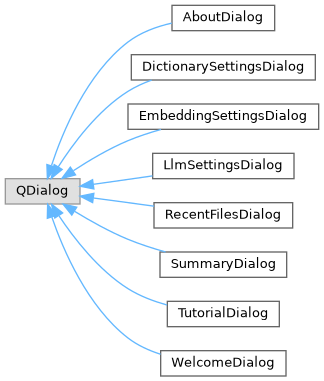 AboutDialog
DictionarySettingsDialog
EmbeddingSettingsDialog
LlmSettingsDialog
QDialog
RecentFilesDialog
SummaryDialog
TutorialDialog
WelcomeDialog